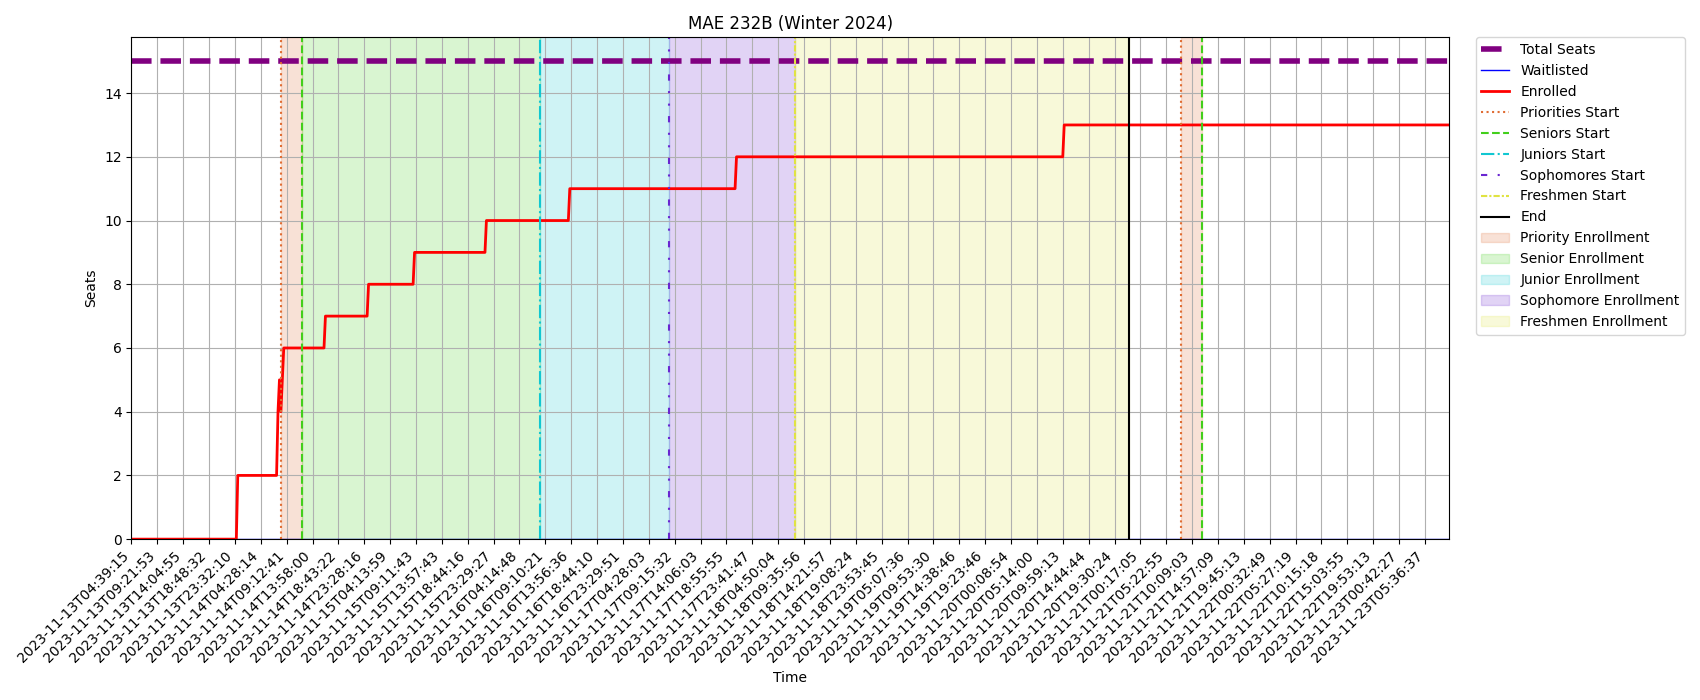 MAE 232B (Winter 2024)
Seats
14
12
10
8
6
4
2
0
2023-11-13T04:39:15
2023-11-13T09:21:53
2023-11-13T14:04:55
2023-11-13T18:48:32
2023-11-13T23:32:10
2023-11-14T04:28:14
2023-11-14T09:12:41
2023-11-14T13:58:00
2023-11-14T18:43:22
2023-11-14T23:28:16
2023-11-15T04:13:59
2023-11-15T09:11:43
2023-11-15T13:57:43
2023-11-15T18:44:16
2023-11-15T23:29:27
2023-11-16T04:14:48
2023-11-16T09:10:21
2023-11-16T13:56:36
2023-11-16T18:44:10
2023-11-16T23:29:51
2023-11-17T04:28:03
2023-11-17T09:15:32
2023-11-17T14:06:03
2023-11-17T18:55:55
2023-11-17T23:41:47
2023-11-18T04:50:04
2023-11-18T09:35:56
2023-11-18T14:21:57
2023-11-18T19:08:24
2023-11-18T23:53:45
2023-11-19T05:07:36
2023-11-19T09:53:30
2023-11-19T14:38:46
2023-11-19T19:23:46
2023-11-20T00:08:54
2023-11-20T05:14:00
2023-11-20T09:59:13
2023-11-20T14:44:44
2023-11-20T19:30:24
2023-11-21T00:17:05
2023-11-21T05:22:55
2023-11-21T10:09:03
2023-11-21T14:57:09
2023-11-21T19:45:13
2023-11-22T00:32:49
2023-11-22T05:27:19
2023-11-22T10:15:18
2023-11-22T15:03:55
2023-11-22T19:53:13
2023-11-23T00:42:27
2023-11-23T05:36:37
Time
Total Seats
Waitlisted
Enrolled
Priorities Start
Seniors Start
Juniors Start
Sophomores Start
Freshmen Start
End
Priority Enrollment
Senior Enrollment
Junior Enrollment
Sophomore Enrollment
Freshmen Enrollment